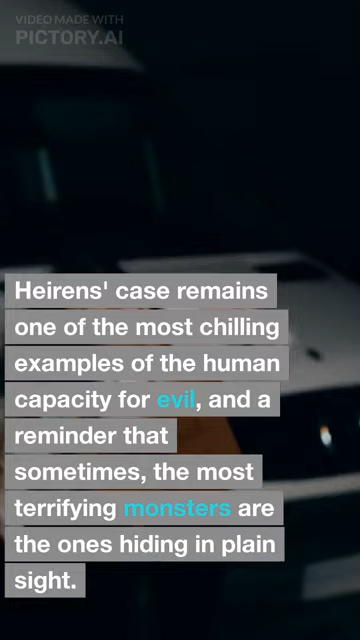 VIDEO MADE WITH
PICTORY.AI
Heirens' case remains
one of the most chilling
examples of the human
capacity for evil, and a
reminder that
sometimes, the most
terrifying monsters are
the ones hiding in plain
sight.